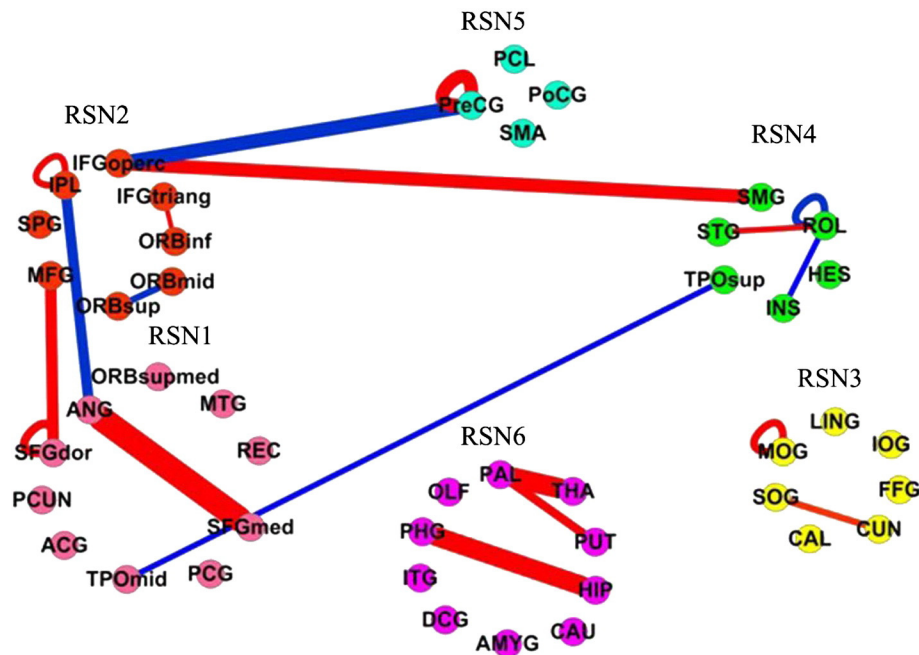 RSN5
PCL
PreCG
PoCG
SMA
RSN2
IFGoperc
IPL
IFGtriang
SPG
ORBinf
MFG
ORBmid
ORBsup
RSN4
SMG
STG
ROL
TPOsup
HES
INS
RSN1
ORBsupmed
ANG
MTG
SFGdor
REC
PCUN
SFGmed
ACG
TPOmid
PCG
RSN6
PAL
OLF
THA
PHG
PUT
ITG
HIP
DCG
CAU
AMYG
RSN3
LING
MOG
IOG
SOG
FFG
CAL
CUN